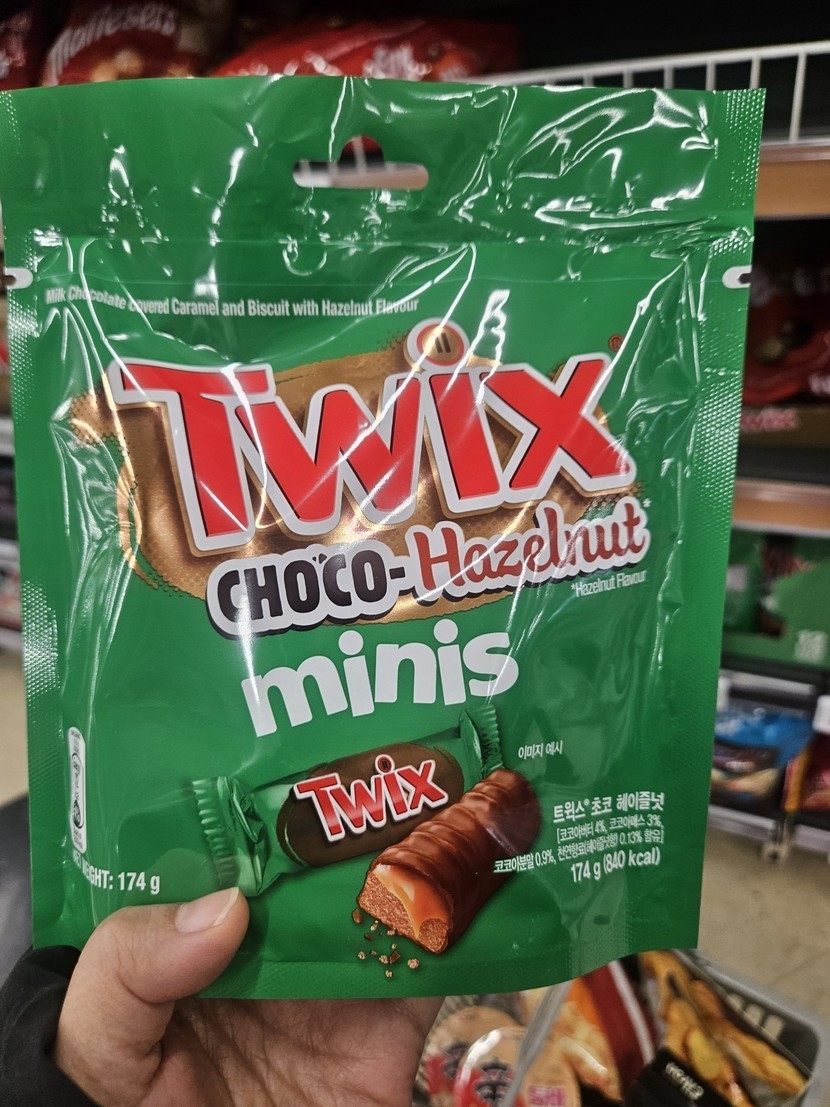 Maltesers
Milk Chocolate covered Caramel and Biscuit with Hazelnut Flavour
TWIX®
CHOCO-Hazelnut*
*Hazelnut Flavour
minis
이미지 예시
TWIX
트윅스® 초코 헤이즐넛
[코코아버터 4%, 코코아매스 3%,
코코아분말 0.9%, 천연향료(헤이즐넛향) 0.13% 함유]
174 g (840 kcal)
GHT: 174 g